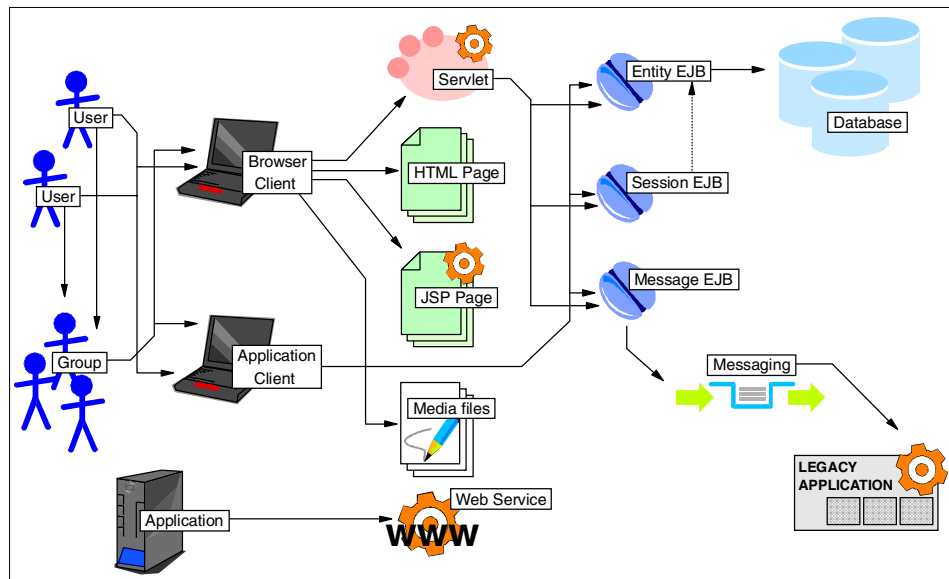 Servlet
Entity EJB
Database
User
Browser
Client
HTML Page
Session EJB
User
JSP Page
Message EJB
Group
Application
Client
Messaging
Media files
LEGACY
APPLICATION
Application
Web Service
WWW